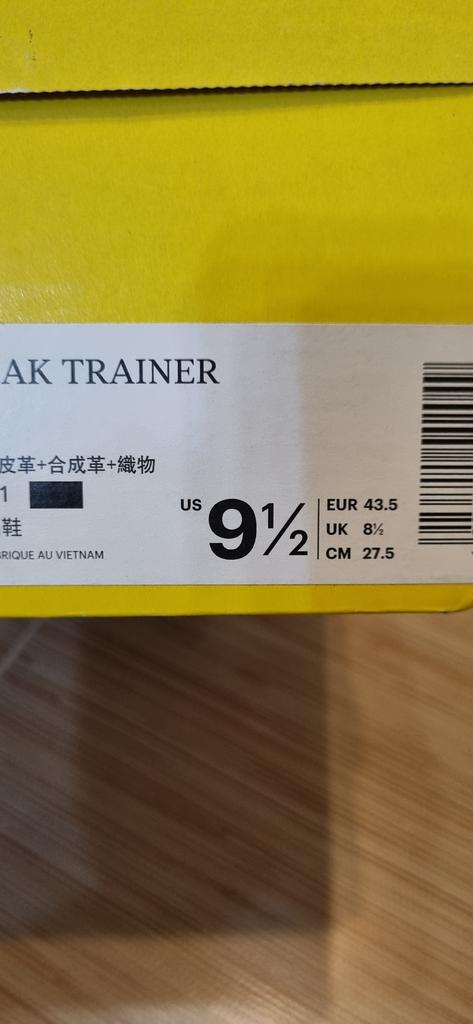 AK TRAINER
皮革+合成革+織物
1
鞋
BRIQUE AU VIETNAM
US 9½
EUR 43.5
UK 8½
CM 27.5